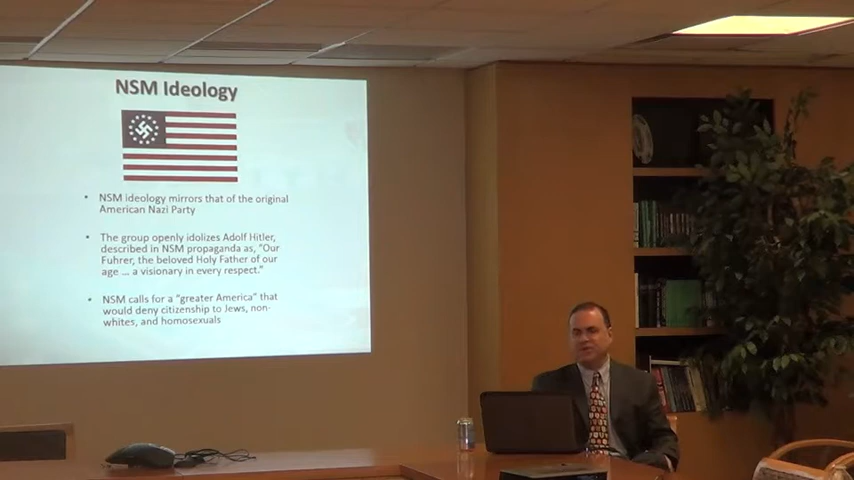 NSM Ideology
• NSM ideology mirrors that of the original
American Nazi Party
• The group openly idolizes Adolf Hitler,
described in NSM propaganda as, "Our
Fuhrer, the beloved Holy Father of our
age ... a visionary in every respect."
• NSM calls for a "greater America" that
would deny citizenship to Jews, non-
whites, and homosexuals